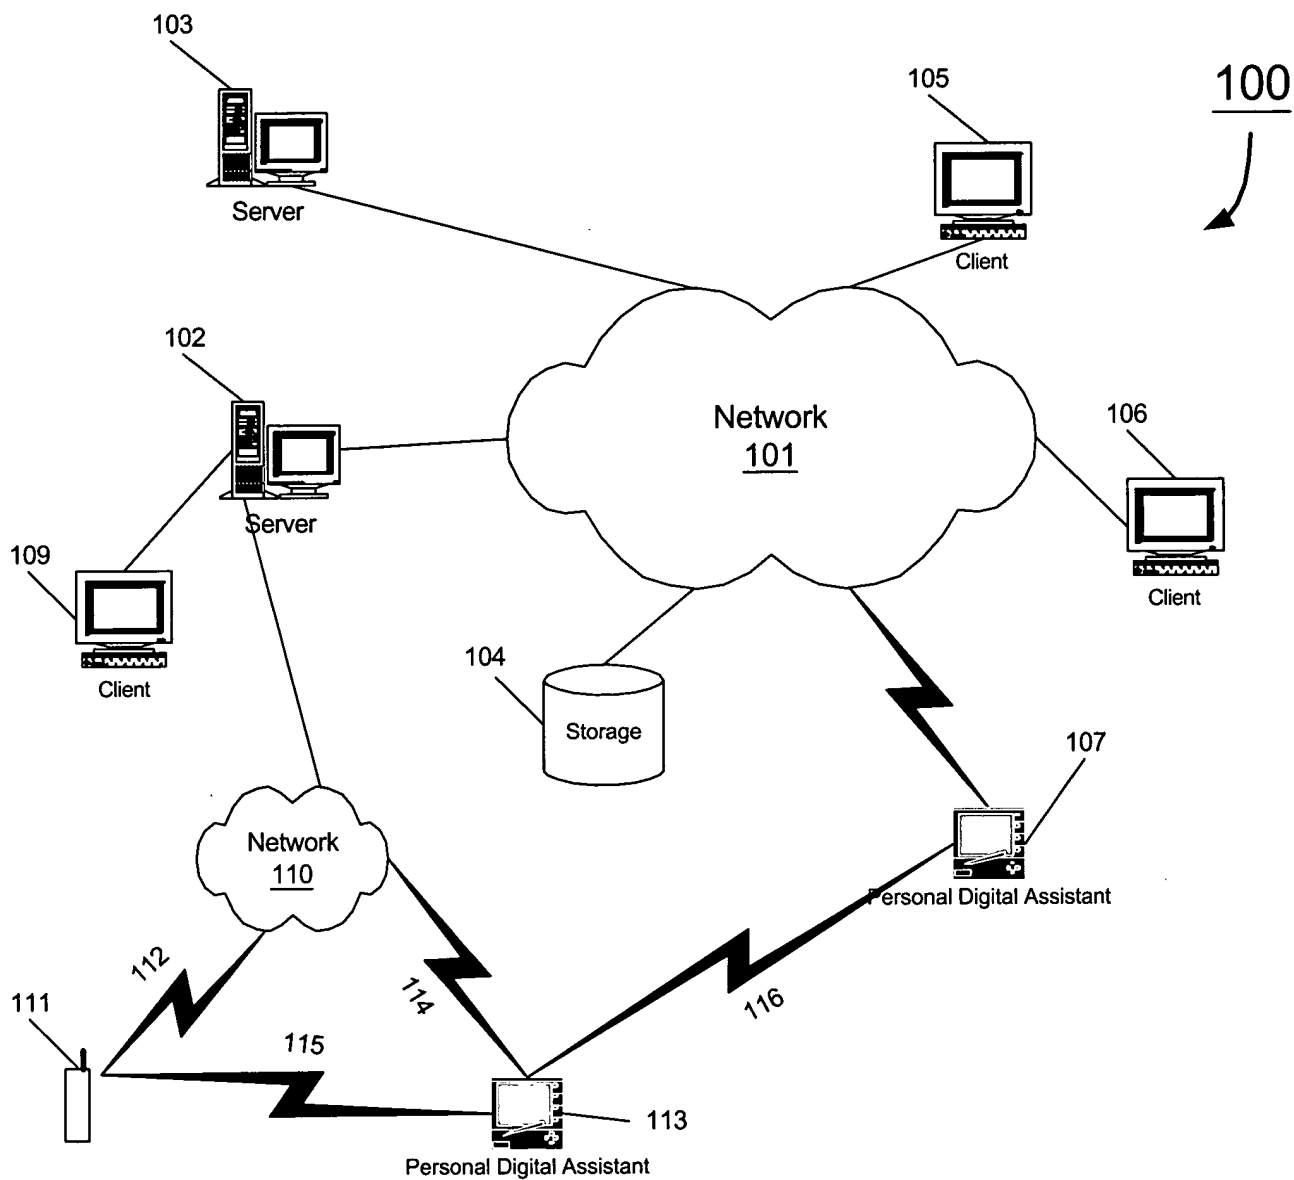 103
105
100
Server
Client
102
Network
101
106
Server
109
Client
Client
104
Storage
107
Network
110
Personal Digital Assistant
112
114
116
111
115
113
Personal Digital Assistant